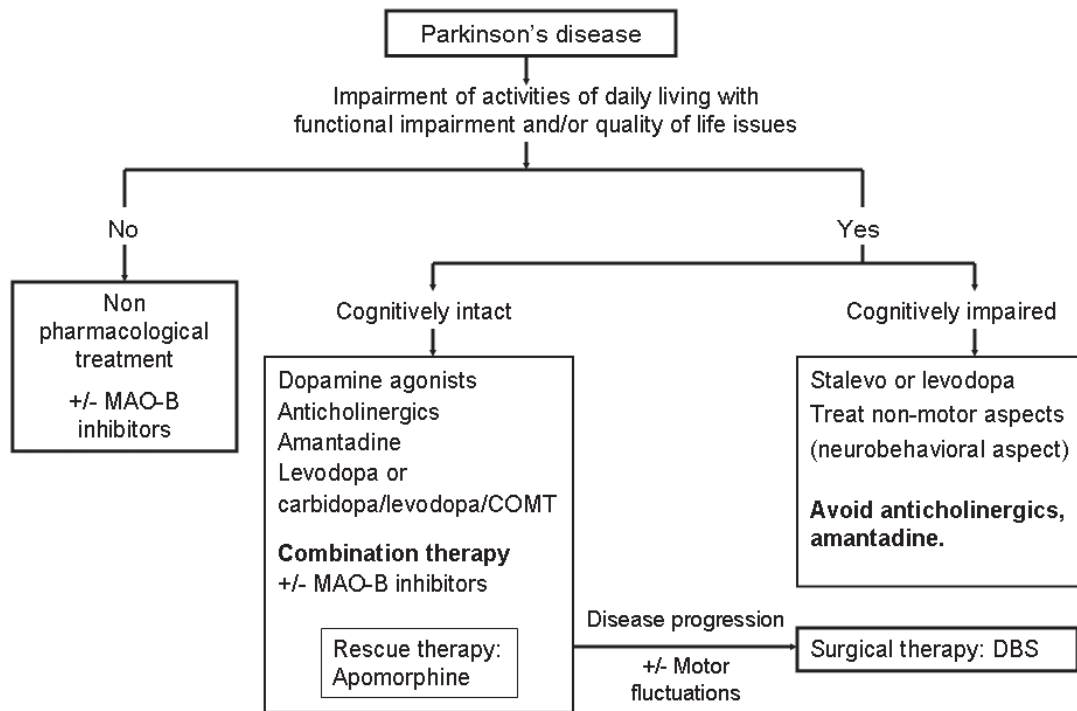 Parkinson's disease
Impairment of activities of daily living with
functional impairment and/or quality of life issues
No
Yes
Non
pharmacological
treatment
+/- MAO-B
inhibitors
Cognitively intact
Cognitively impaired
Dopamine agonists
Anticholinergics
Amantadine
Levodopa or
carbidopa/levodopa/COMT
Combination therapy
+/- MAO-B inhibitors
Rescue therapy:
Apomorphine
Stalevo or levodopa
Treat non-motor aspects
(neurobehavioral aspect)
Avoid anticholinergics,
amantadine.
Disease progression
+/- Motor
fluctuations
Surgical therapy: DBS